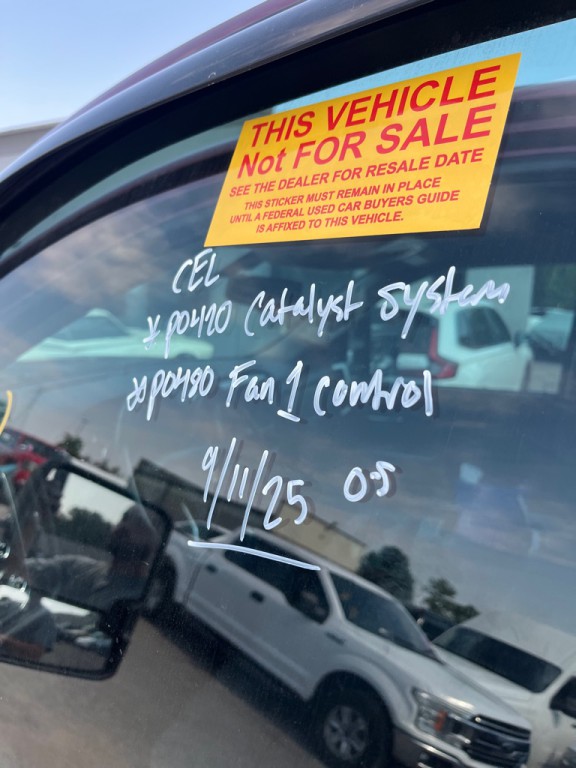 THIS VEHICLE
Not FOR SALE
SEE THE DEALER FOR RESALE DATE
THIS STICKER MUST REMAIN IN PLACE
UNTIL A FEDERAL USED CAR BUYERS GUIDE
IS AFFIXED TO THIS VEHICLE.
CEL
* P0420 Catalyst System
* P0480 Fan 1 control
9/11/25 OS